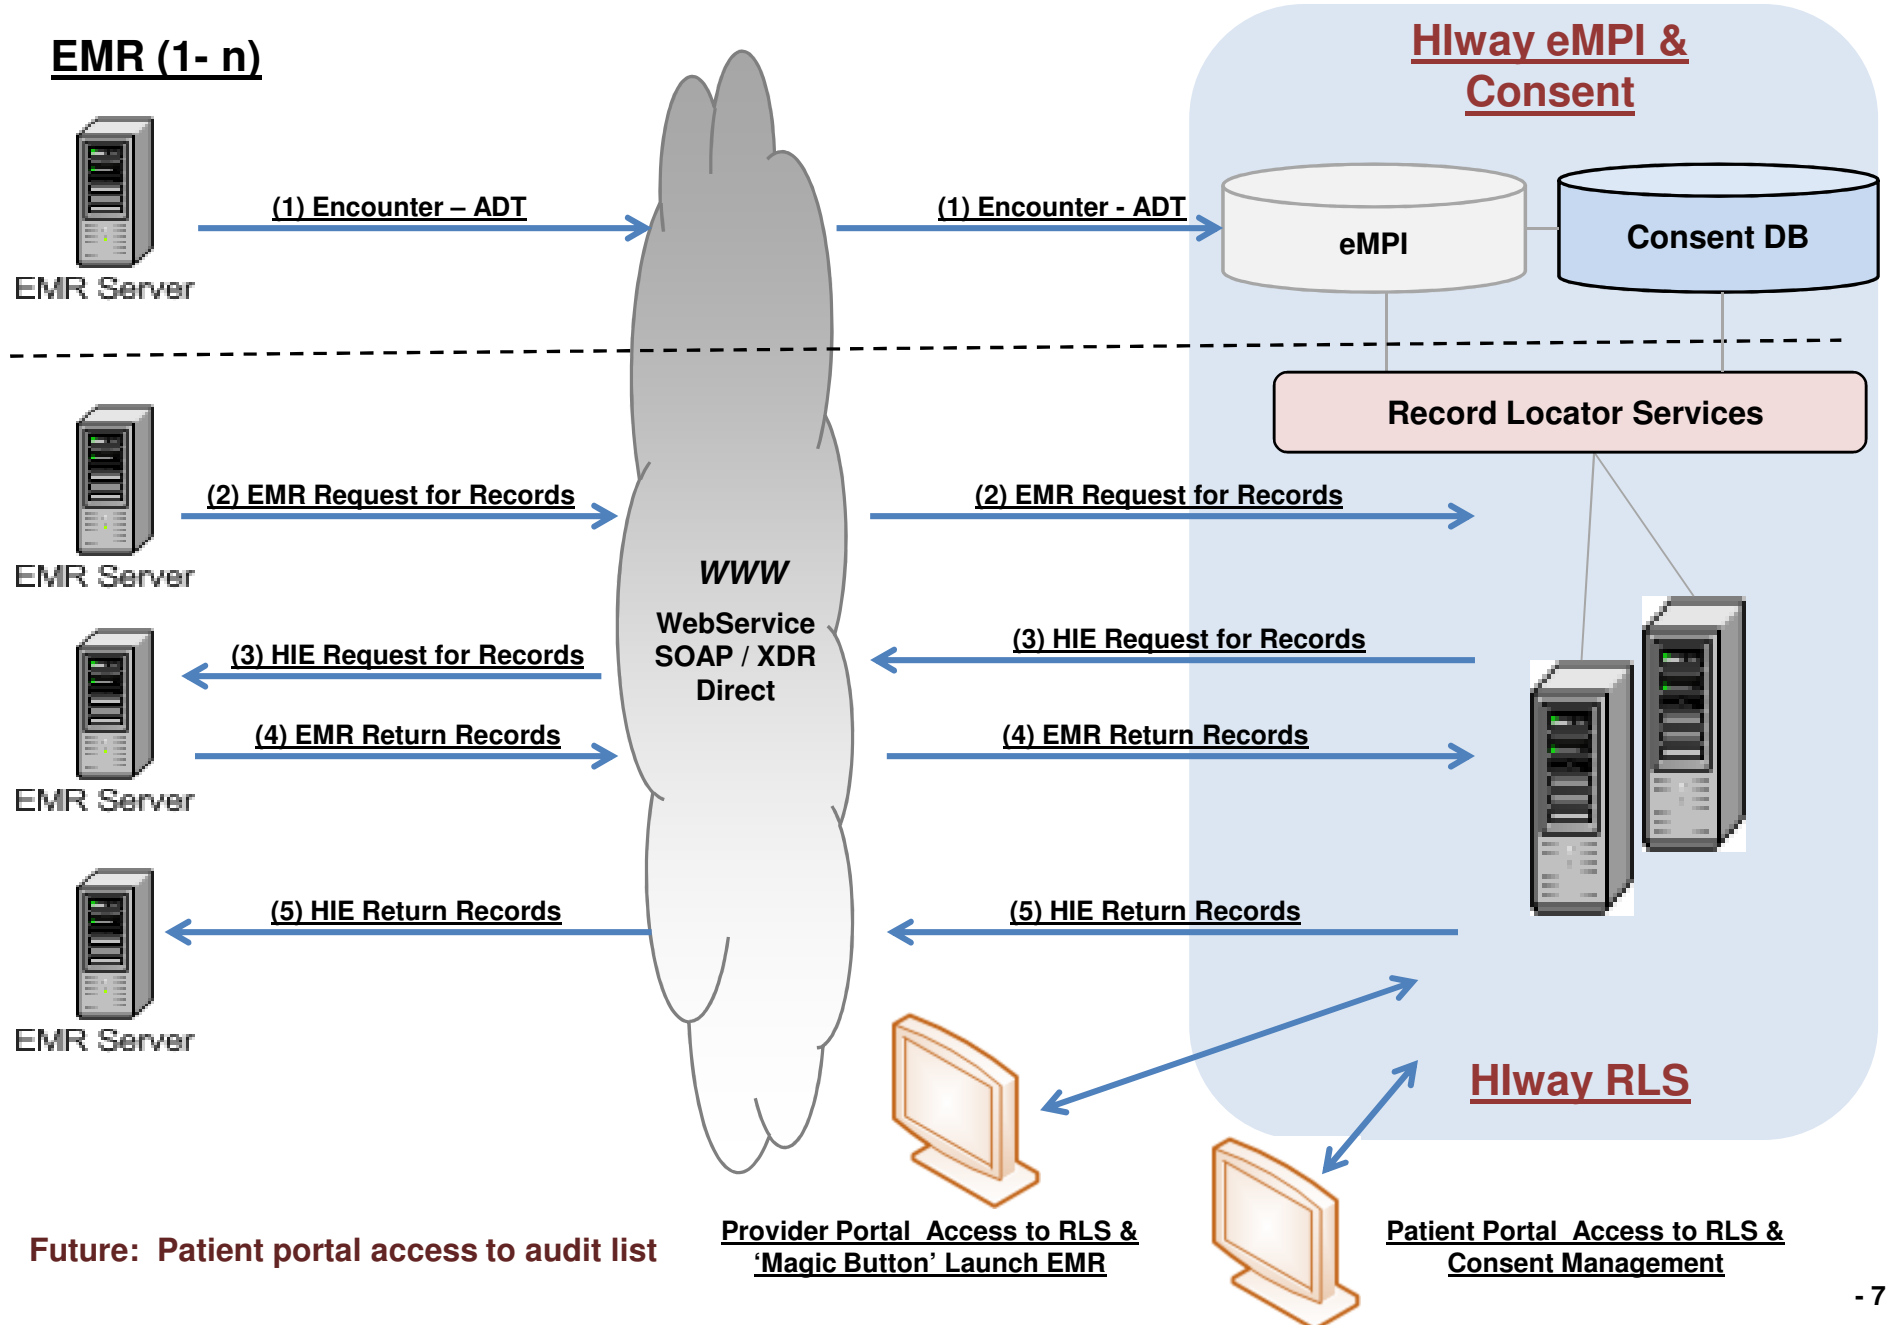 EMR (1- n)
HIway eMPI &
Consent
EMR Server
(1) Encounter – ADT
(1) Encounter - ADT
eMPI
Consent DB
Record Locator Services
EMR Server
(2) EMR Request for Records
(2) EMR Request for Records
WWW
WebService
SOAP / XDR
Direct
EMR Server
(3) HIE Request for Records
(3) HIE Request for Records
(4) EMR Return Records
(4) EMR Return Records
EMR Server
(5) HIE Return Records
(5) HIE Return Records
HIway RLS
Provider Portal  Access to RLS &
‘Magic Button’ Launch EMR
Patient Portal  Access to RLS &
Consent Management
Future:  Patient portal access to audit list
- 7